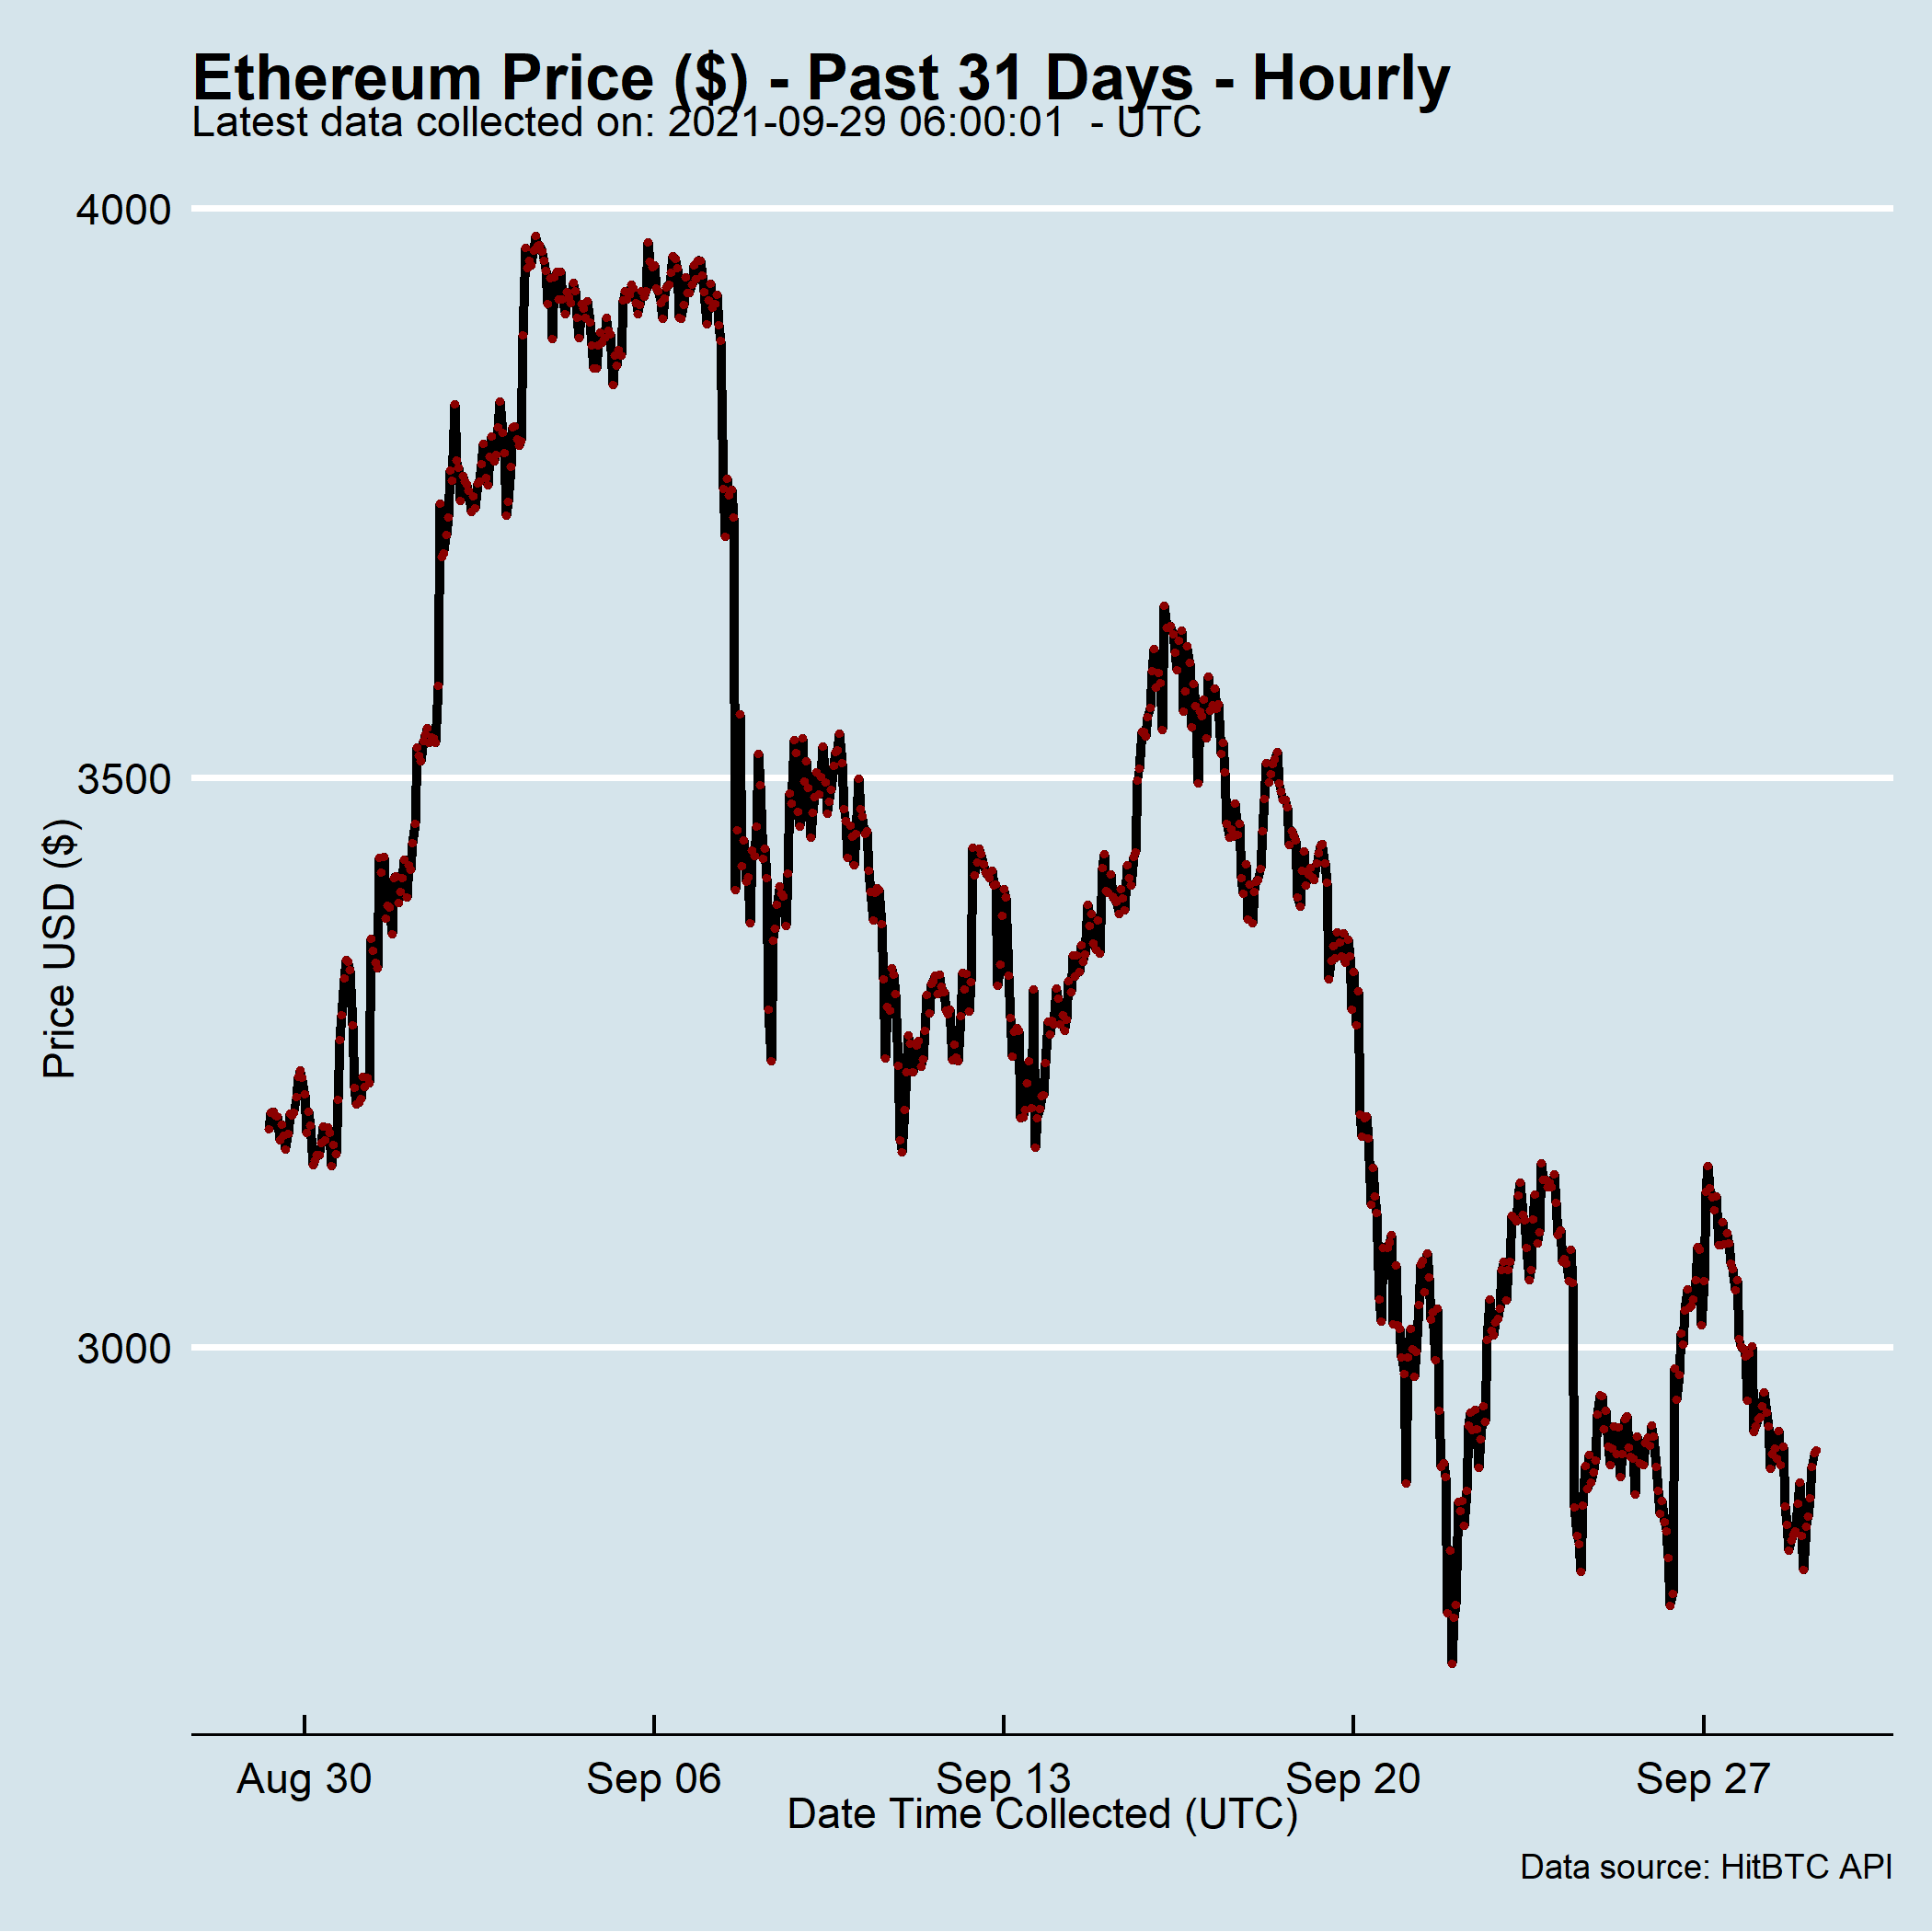 Ethereum Price ($) - Past 31 Days - Hourly
Latest data collected on: 2021-09-29 06:00:01  - UTC
4000
3500
3000
Price USD ($)
Aug 30
Sep 06
Sep 13
Sep 20
Sep 27
Date Time Collected (UTC)
Data source: HitBTC API